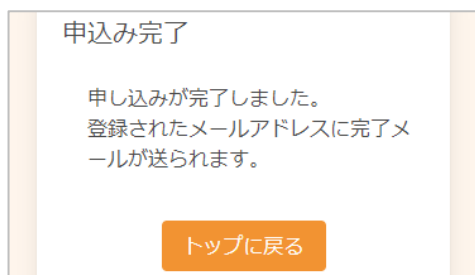 申込み完了
申し込みが完了しました。
登録されたメールアドレスに完了メ
ールが送られます。
トップに戻る